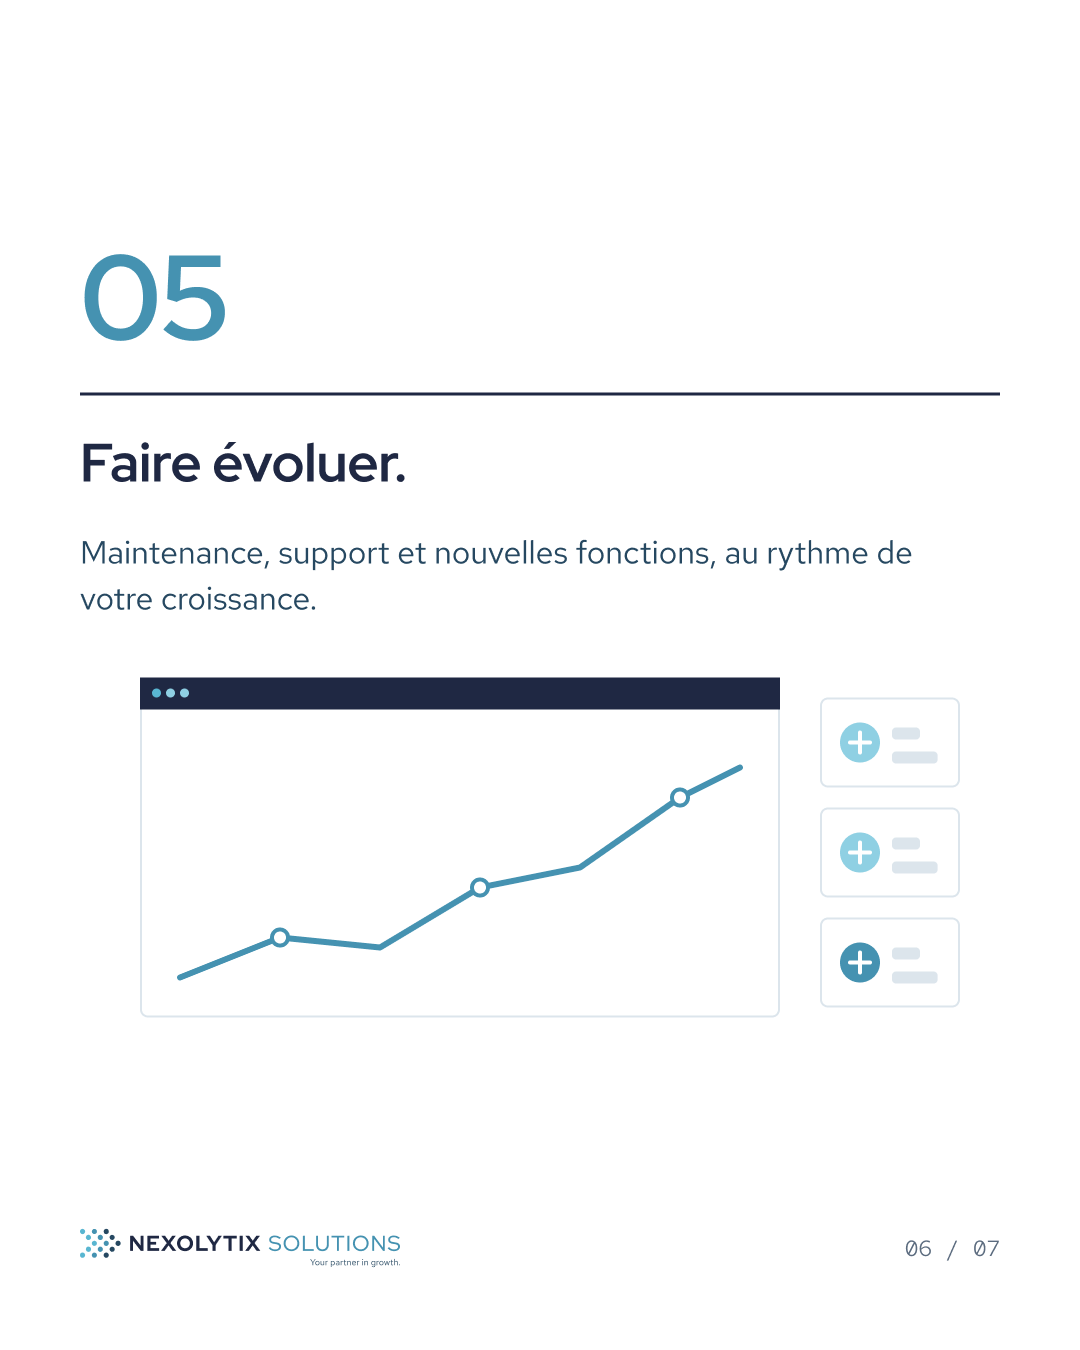 05
Faire évoluer.
Maintenance, support et nouvelles fonctions, au rythme de
votre croissance.
NEXOLYTIX SOLUTIONS
Your partner in growth.
06 / 07